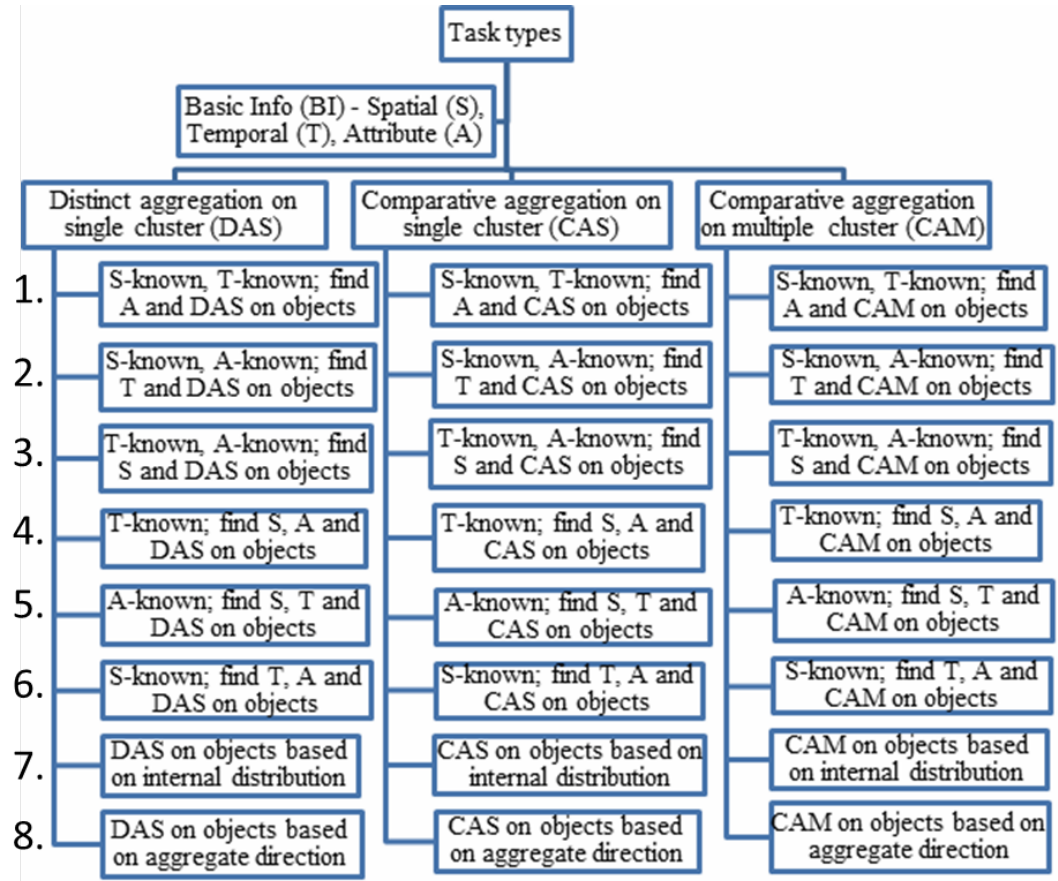 Task types
Basic Info (BI) - Spatial (S),
Temporal (T), Attribute (A)
Distinct aggregation on
single cluster (DAS)
Comparative aggregation on
single cluster (CAS)
Comparative aggregation
on multiple cluster (CAM)
1.
S-known, T-known; find
A and DAS on objects
S-known, T-known; find
A and CAS on objects
S-known, T-known; find
A and CAM on objects
2.
S-known, A-known; find
T and DAS on objects
S-known, A-known; find
T and CAS on objects
S-known, A-known; find
T and CAM on objects
3.
T-known, A-known; find
S and DAS on objects
T-known, A-known; find
S and CAS on objects
T-known, A-known; find
S and CAM on objects
4.
T-known; find S, A and
DAS on objects
T-known; find S, A and
CAS on objects
T-known; find S, A and
CAM on objects
5.
A-known; find S, T and
DAS on objects
A-known; find S, T and
CAS on objects
A-known; find S, T and
CAM on objects
6.
S-known; find T, A and
DAS on objects
S-known; find T, A and
CAS on objects
S-known; find T, A and
CAM on objects
7.
DAS on objects based
on internal distribution
CAS on objects based on
internal distribution
CAM on objects based
on internal distribution
8.
DAS on objects based
on aggregate direction
CAS on objects based
on aggregate direction
CAM on objects based on
aggregate direction